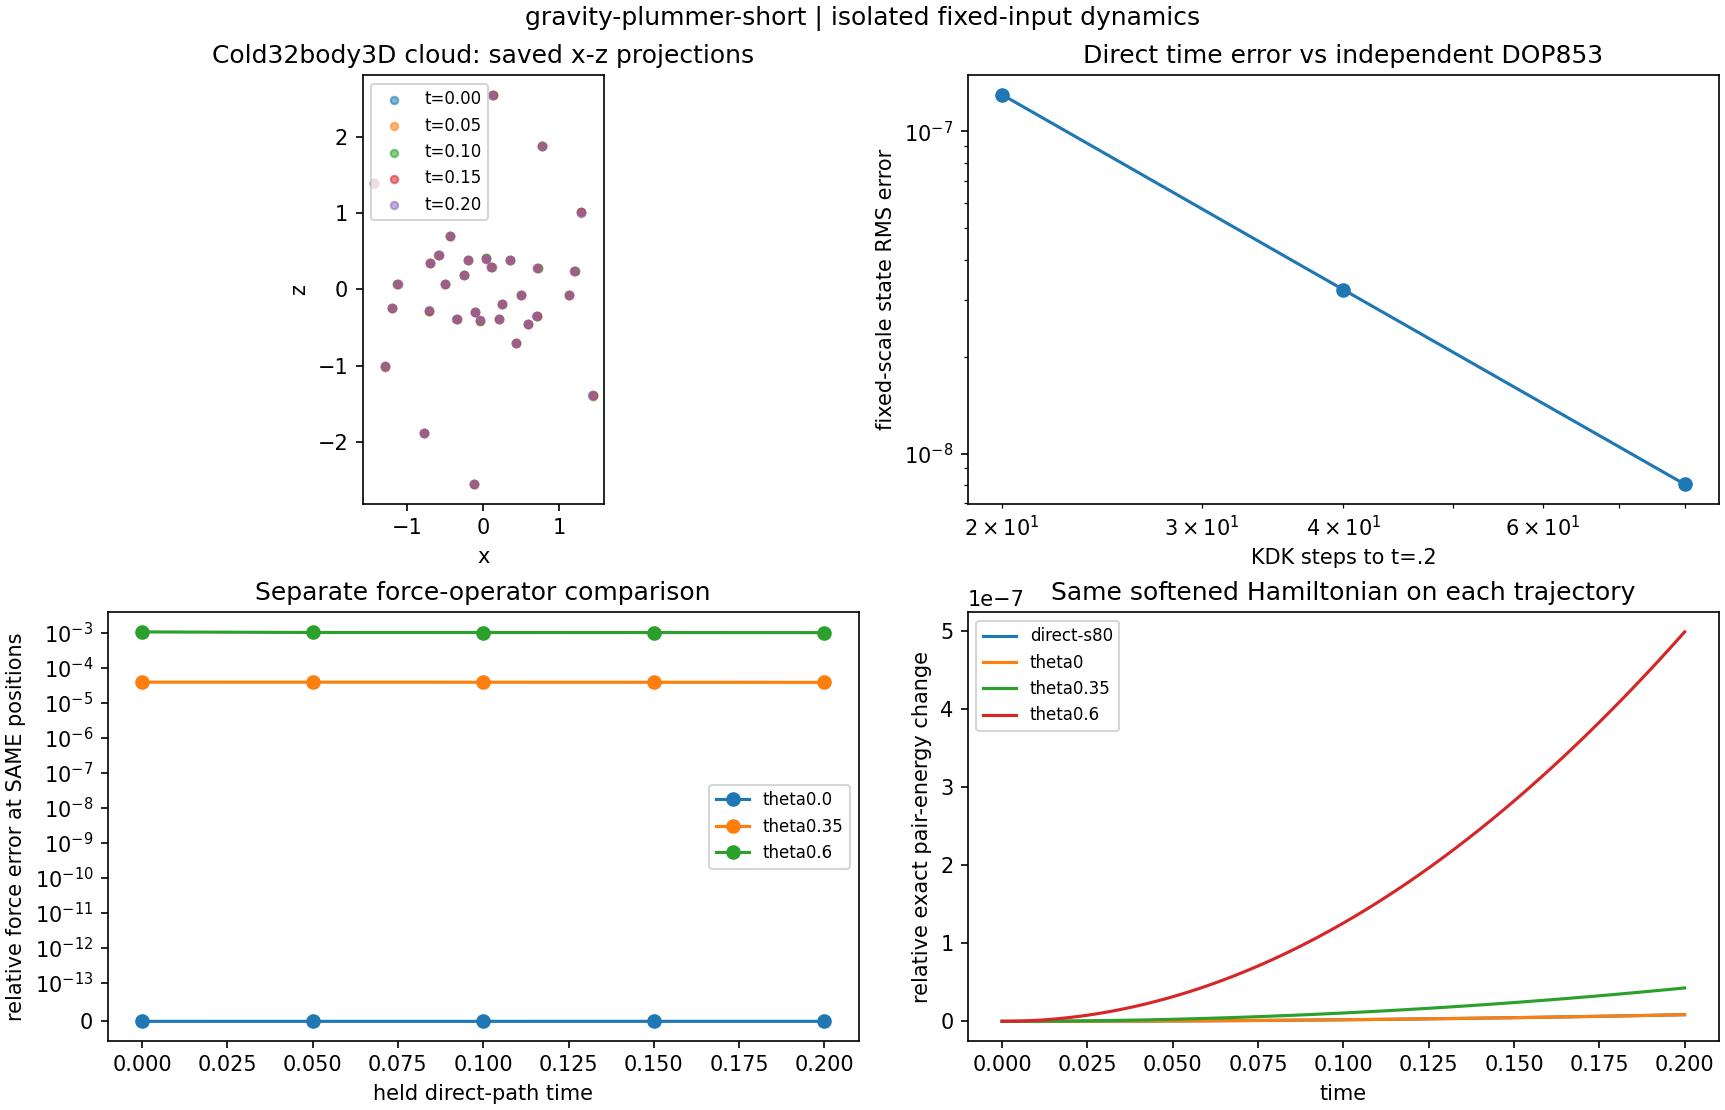 gravity-plummer-short | isolated fixed-input dynamics
Cold32body3D cloud: saved x-z projections
t=0.00
t=0.05
t=0.10
t=0.15
t=0.20
2
1
0
−1
−2
z
−1 0 1
x
Direct time error vs independent DOP853
10⁻⁷
10⁻⁸
fixed-scale state RMS error
2 × 10¹ 3 × 10¹ 4 × 10¹ 6 × 10¹
KDK steps to t=.2
Separate force-operator comparison
10⁻³
10⁻⁴
10⁻⁵
10⁻⁶
10⁻⁷
10⁻⁸
10⁻⁹
10⁻¹⁰
10⁻¹¹
10⁻¹²
10⁻¹³
0
relative force error at SAME positions
theta0.0
theta0.35
theta0.6
0.000 0.025 0.050 0.075 0.100 0.125 0.150 0.175 0.200
held direct-path time
1e−7
Same softened Hamiltonian on each trajectory
direct-s80
theta0
theta0.35
theta0.6
5
4
3
2
1
0
relative exact pair-energy change
0.000 0.025 0.050 0.075 0.100 0.125 0.150 0.175 0.200
time